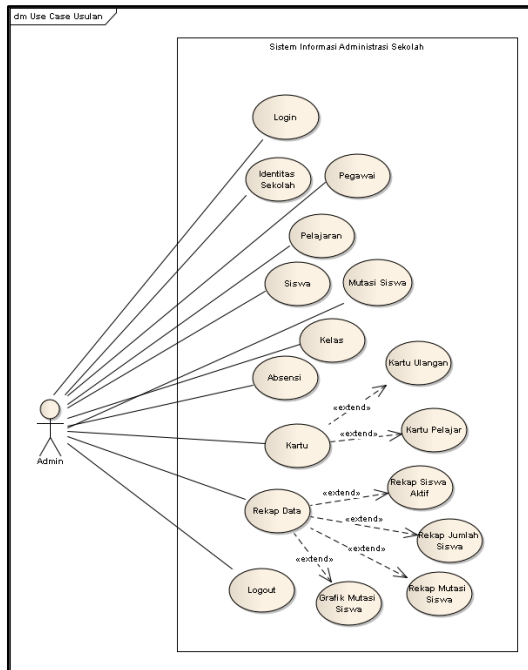 dm Use Case Usulan
Sistem Informasi Administrasi Sekolah
Login
Identitas
Sekolah
Pegawai
Pelajaran
Siswa
Mutasi Siswa
Kelas
Absensi
Kartu Ulangan
«extend»
Kartu
«extend»
Kartu Pelajar
Admin
Rekap Data
«extend»
Rekap Siswa
Aktif
«extend»
Rekap Jumlah
Siswa
«extend»
«extend»
Logout
Grafik Mutasi
Siswa
Rekap Mutasi
Siswa